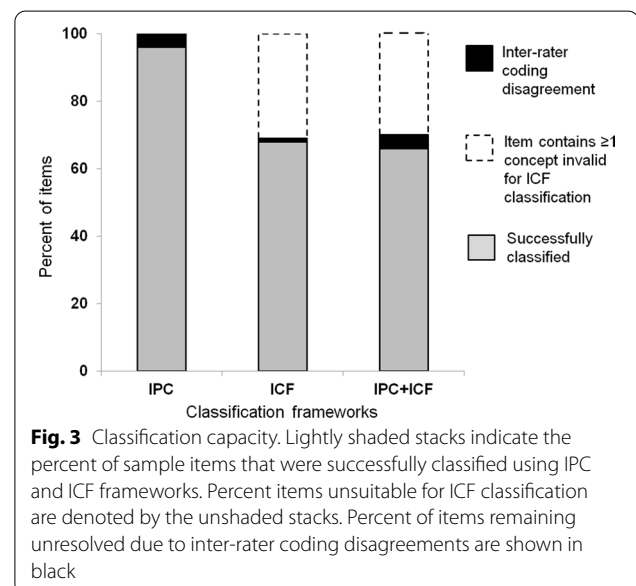 100
80
60
40
20
0
Percent of items
IPC
ICF
IPC+ICF
Classification frameworks
Inter-rater
coding
disagreement
Item contains ≥1
concept invalid
for ICF
classification
Successfully
classified
Fig. 3 Classification capacity. Lightly shaded stacks indicate the
percent of sample items that were successfully classified using IPC
and ICF frameworks. Percent items unsuitable for ICF classification
are denoted by the unshaded stacks. Percent of items remaining
unresolved due to inter-rater coding disagreements are shown in
black